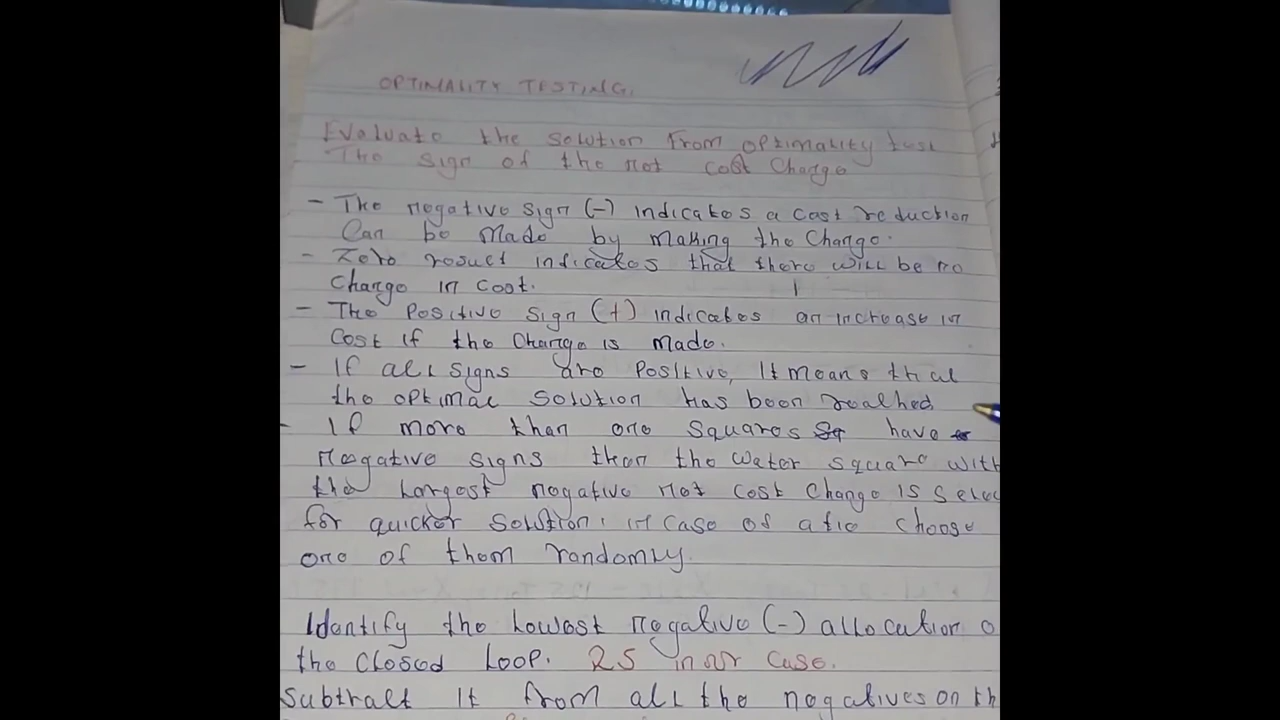 OPTIMALITY TESTING.
Evaluate the solution from optimality test
The sign of the net cost change
- The negative sign (-) indicates a cost reduction
can be made by making the change.
- Zero result indicates that there will be no
change in cost.
- The positive sign (+) indicates an increase in
cost if the change is made.
- If all signs are positive, it means that
the optimal solution has been reached
- If more than one squares have
negative signs then the water square with
the largest negative net cost change is selec
for quicker solution, in case of a tie choose
one of them randomly.
Identify the lowest negative (-) allocation o
the closed loop. 25 in our case.
Subtract it from all the negatives on th